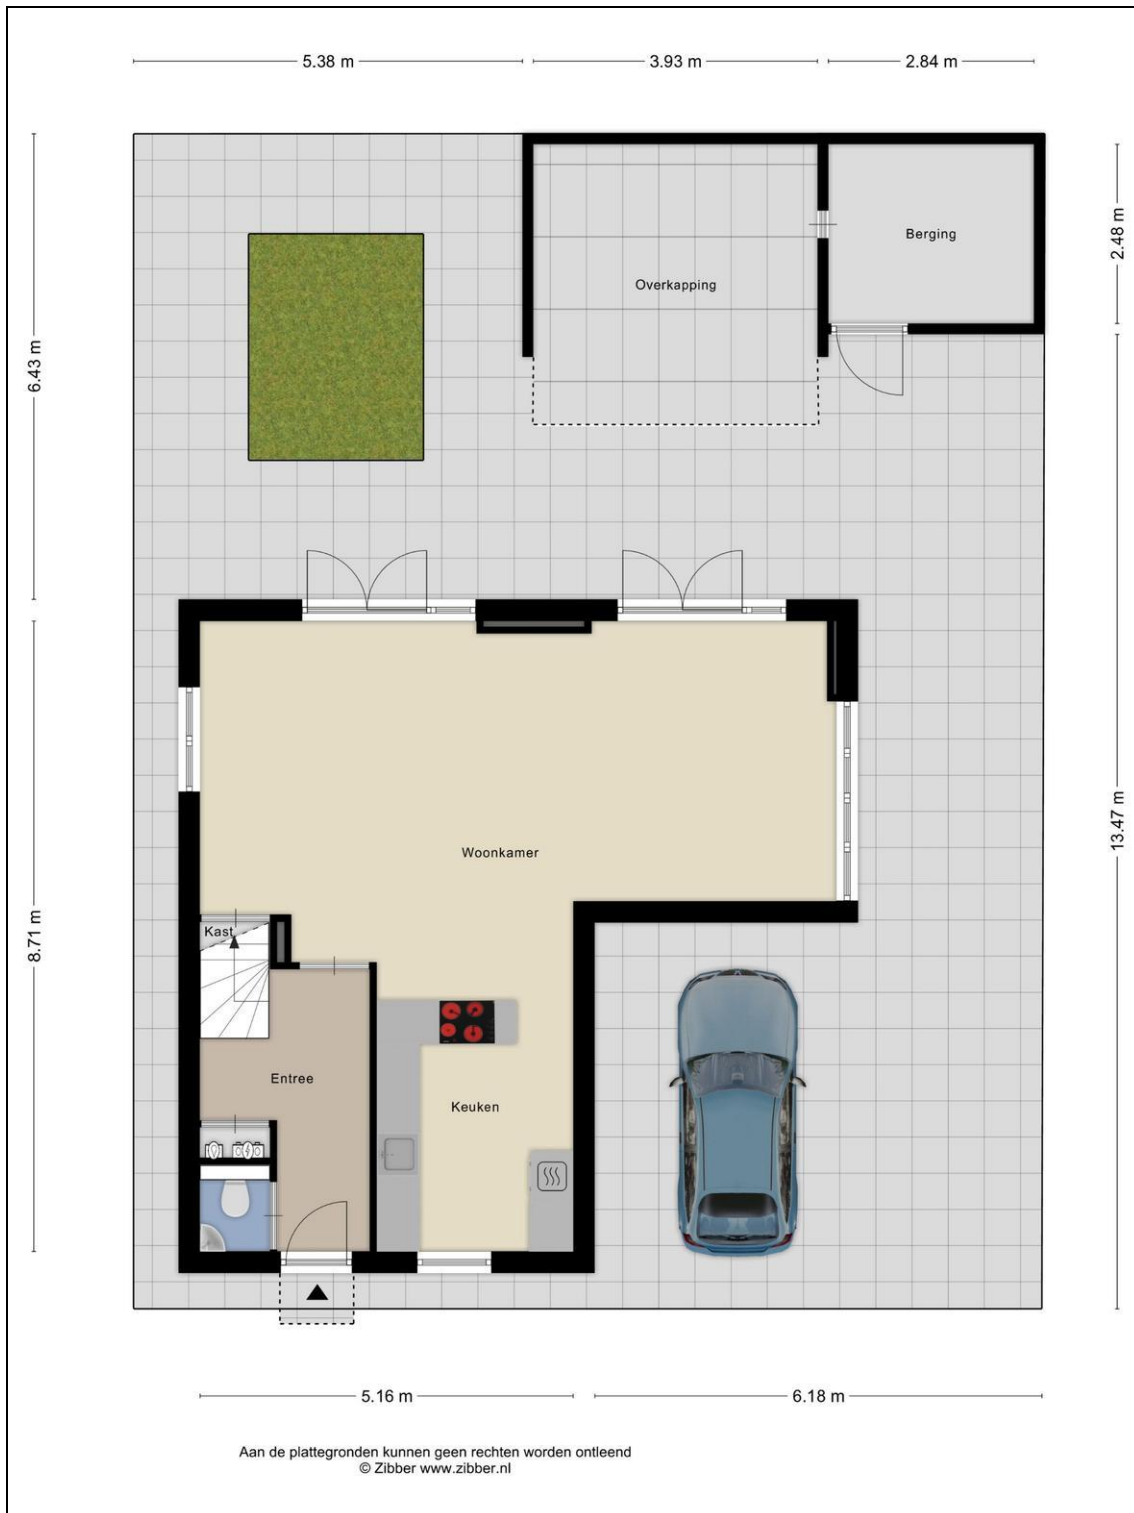 5.38 m
3.93 m
2.84 m
6.43 m
2.48 m
Berging
Overkapping
13.47 m
Woonkamer
8.71 m
Kast
Entree
Keuken
5.16 m
6.18 m
Aan de plattegronden kunnen geen rechten worden ontleend
© Zibber www.zibber.nl